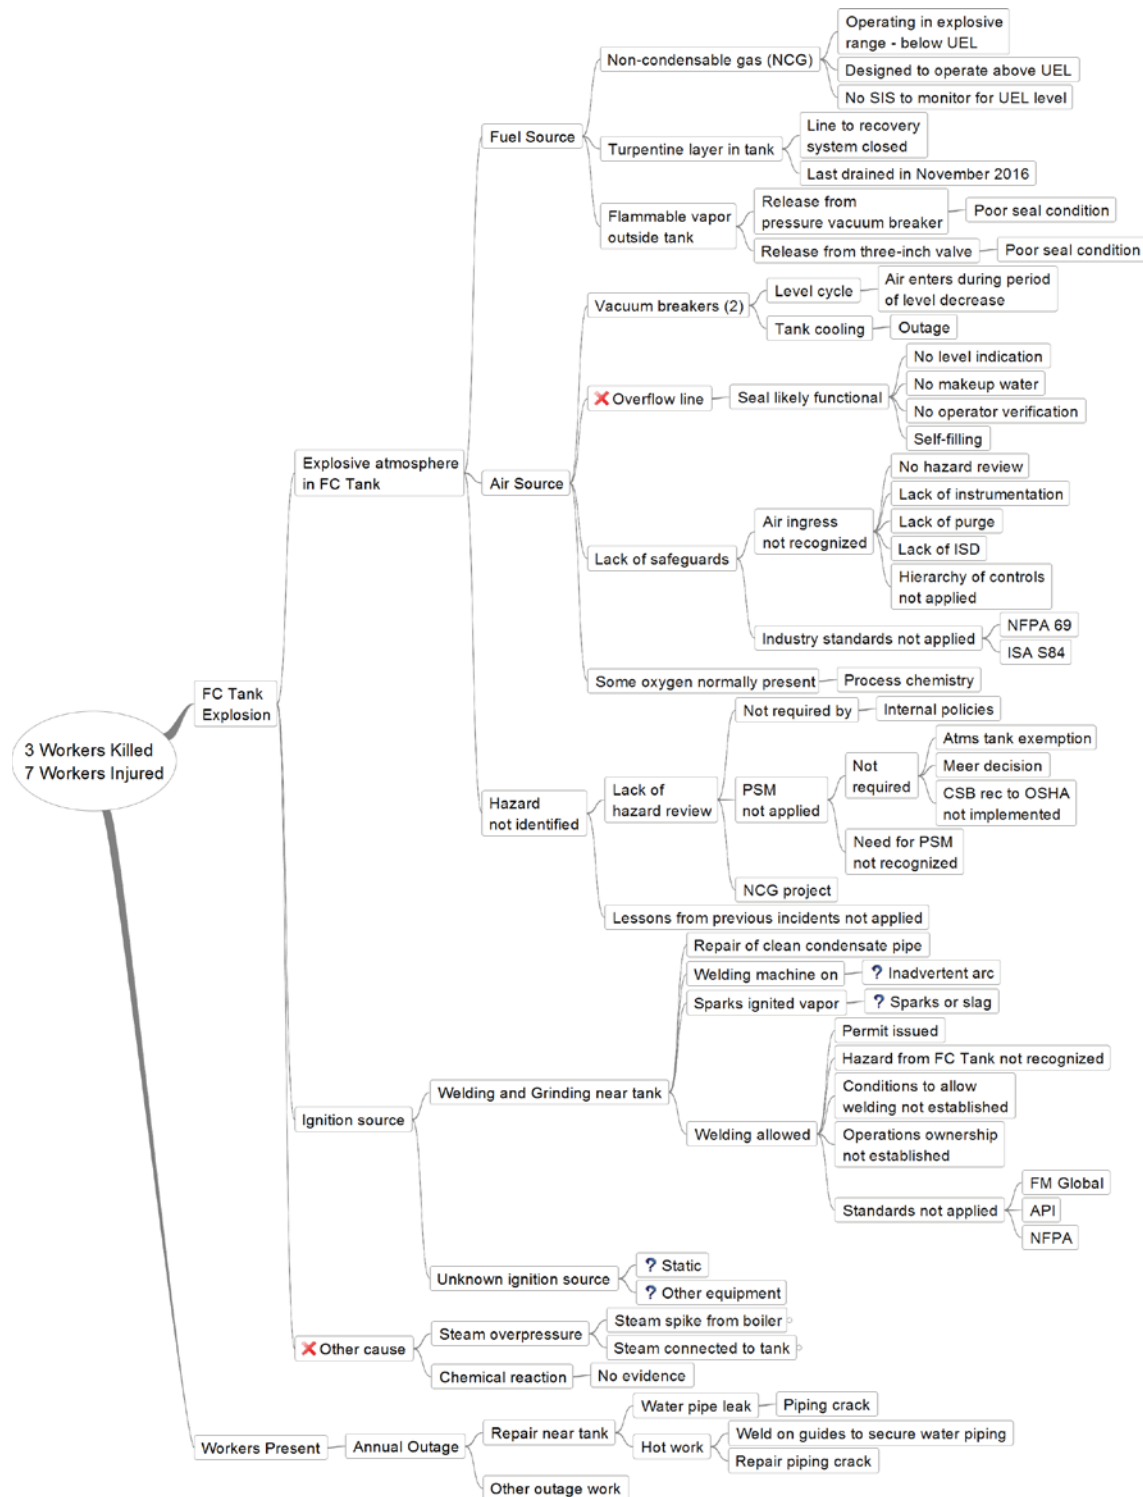 Operating in explosive
range - below UEL
Non-condensable gas (NCG)
Designed to operate above UEL
No SIS to monitor for UEL level
Fuel Source
Turpentine layer in tank
Line to recovery
system closed
Last drained in November 2016
Flammable vapor
outside tank
Release from
pressure vacuum breaker
Poor seal condition
Release from three-inch valve
Poor seal condition
Vacuum breakers (2)
Level cycle
Air enters during period
of level decrease
Tank cooling
Outage
Overflow line
Seal likely functional
No level indication
No makeup water
No operator verification
Self-filling
Explosive atmosphere
in FC Tank
Air Source
Lack of safeguards
Air ingress
not recognized
No hazard review
Lack of instrumentation
Lack of purge
Lack of ISD
Hierarchy of controls
not applied
Industry standards not applied
NFPA 69
ISA S84
Some oxygen normally present
Process chemistry
FC Tank
Explosion
3 Workers Killed
7 Workers Injured
Hazard
not identified
Lack of
hazard review
Not required by
Internal policies
PSM
not applied
Not
required
Atms tank exemption
Meer decision
CSB rec to OSHA
not implemented
Need for PSM
not recognized
NCG project
Lessons from previous incidents not applied
Ignition source
Welding and Grinding near tank
Repair of clean condensate pipe
Welding machine on
? Inadvertent arc
Sparks ignited vapor
? Sparks or slag
Welding allowed
Permit issued
Hazard from FC Tank not recognized
Conditions to allow
welding not established
Operations ownership
not established
Standards not applied
FM Global
API
NFPA
Unknown ignition source
? Static
? Other equipment
Other cause
Steam overpressure
Steam spike from boiler
Steam connected to tank
Chemical reaction
No evidence
Workers Present
Annual Outage
Repair near tank
Water pipe leak
Piping crack
Hot work
Weld on guides to secure water piping
Repair piping crack
Other outage work